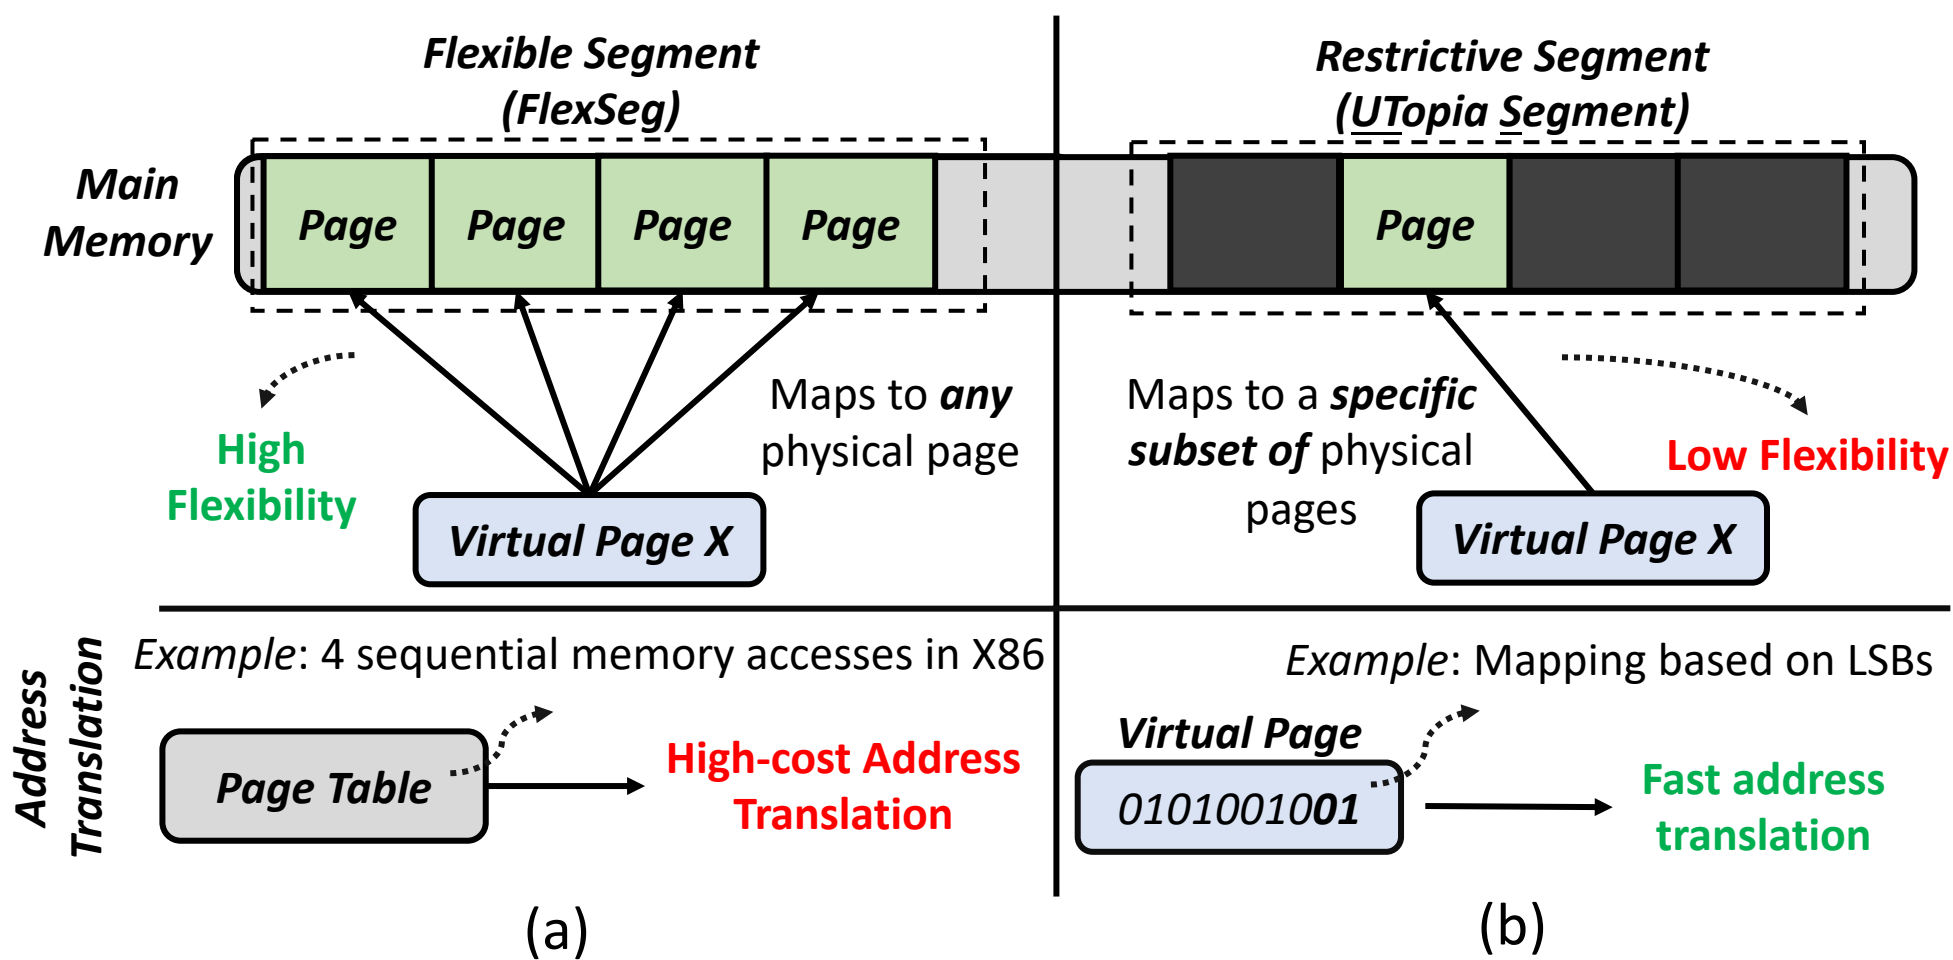 Flexible Segment
(FlexSeg)
Restrictive Segment
(UTopia Segment)
Main
Memory
Page
Page
Page
Page
Page
High
Flexibility
Maps to any
physical page
Virtual Page X
Maps to a specific
subset of physical
pages
Low Flexibility
Virtual Page X
Address
Translation
Example: 4 sequential memory accesses in X86
Page Table
High-cost Address
Translation
Example: Mapping based on LSBs
Virtual Page
0101001001
Fast address
translation
(a)
(b)